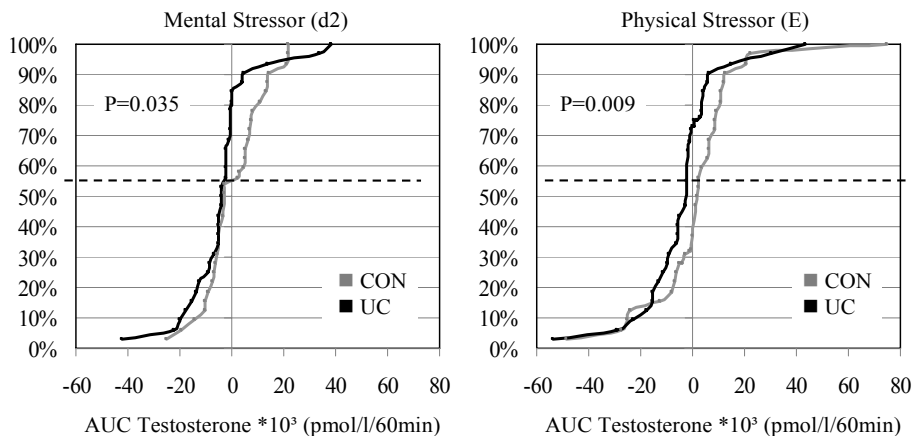 Mental Stressor (d2)
100%
90%
80%
70%
60%
50%
40%
30%
20%
10%
0%
P=0.035
CON
UC
-60 -40 -20 0 20 40 60 80
AUC Testosterone *10³ (pmol/l/60min)
Physical Stressor (E)
100%
90%
80%
70%
60%
50%
40%
30%
20%
10%
0%
P=0.009
CON
UC
-60 -40 -20 0 20 40 60 80
AUC Testosterone *10³ (pmol/l/60min)